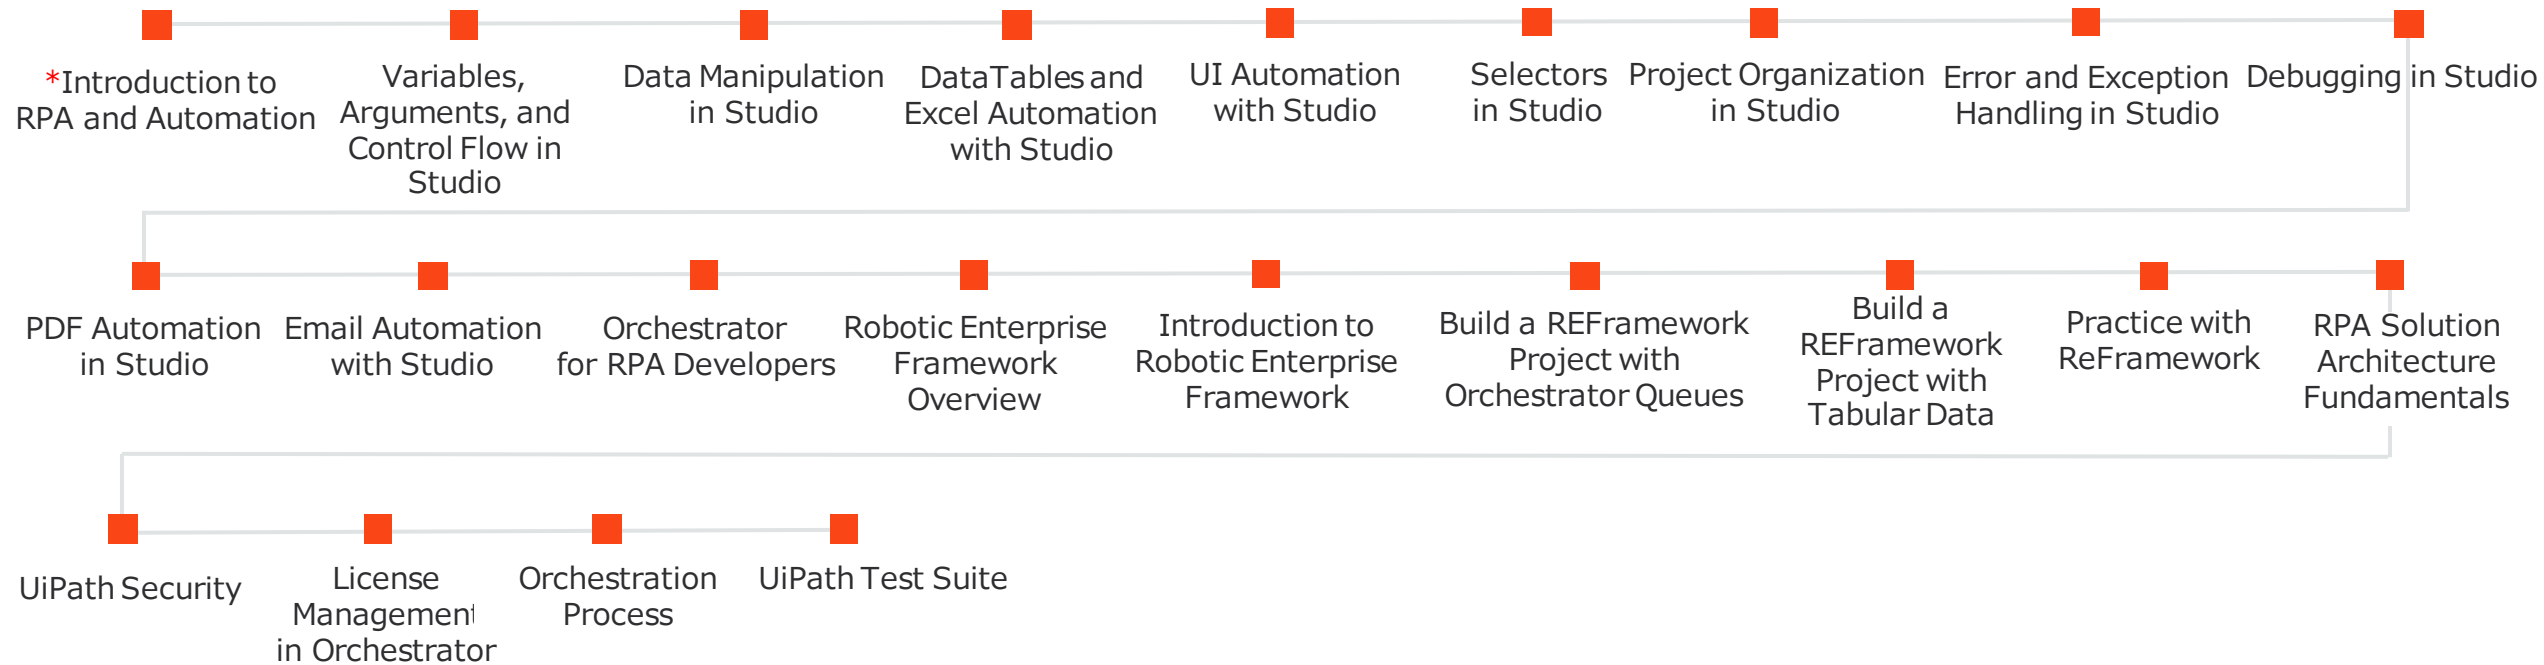 *Introduction to
RPA and Automation
Variables,
Arguments, and
Control Flow in
Studio
Data Manipulation
in Studio
DataTables and
Excel Automation
with Studio
UI Automation
with Studio
Selectors
in Studio
Project Organization
in Studio
Error and Exception
Handling in Studio
Debugging in Studio
PDF Automation
in Studio
Email Automation
with Studio
Orchestrator
for RPA Developers
Robotic Enterprise
Framework
Overview
Introduction to
Robotic Enterprise
Framework
Build a REFramework
Project with
Orchestrator Queues
Build a
REFramework
Project with
Tabular Data
Practice with
ReFramework
RPA Solution
Architecture
Fundamentals
UiPath Security
License
Management
in Orchestrator
Orchestration
Process
UiPath Test Suite